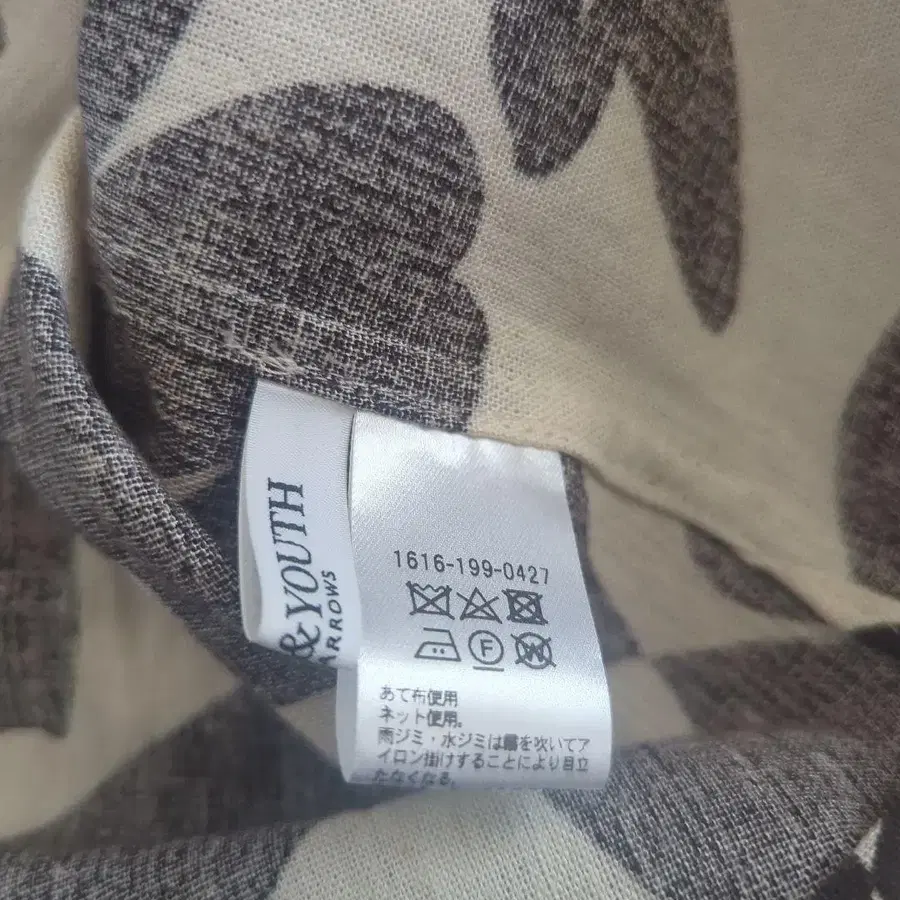 & YOUTH
ARROWS
1616-199-0427
F W
あて布使用
ネット使用。
雨ジミ・水ジミは霧を吹いてア
イロン掛けすることにより目立
たなくなる。